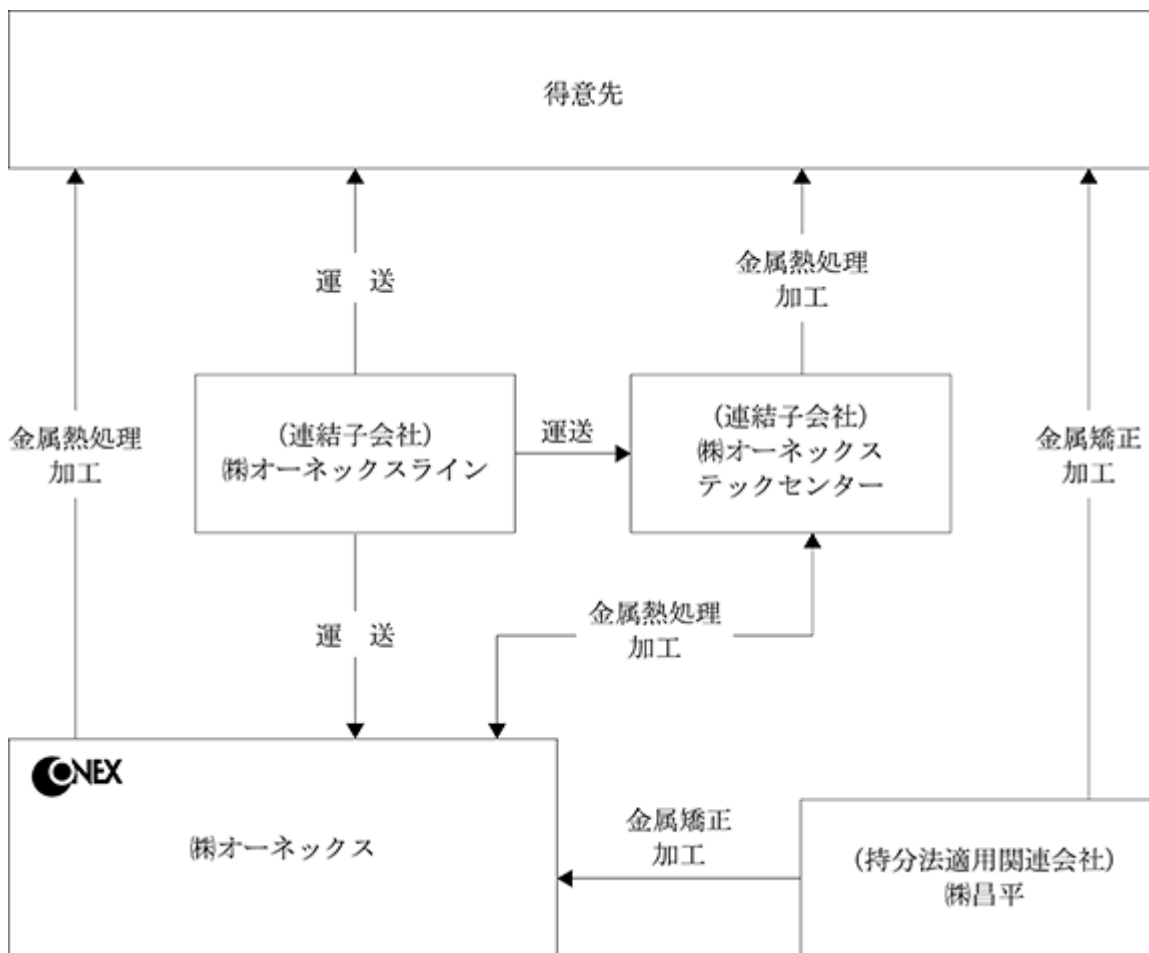 得意先
運　送
金属熱処理
加工
金属熱処理
加工
(連結子会社)
㈱オーネックスライン
運送
(連結子会社)
㈱オーネックス
テックセンター
金属矯正
加工
運　送
金属熱処理
加工
ONEX
㈱オーネックス
金属矯正
加工
(持分法適用関連会社)
㈱昌平